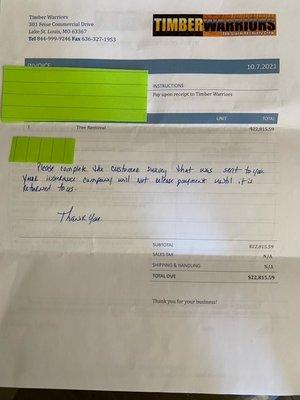 Timber Warriors
301 Feise Commercial Drive
Lake St. Louis, MO 63367
Tel 844-999-9246 Fax 636-327-1953
TIMBERWARRIORS
INVOICE
10.7.2021
INSTRUCTIONS
Pay upon receipt to Timber Warriors
UNIT TOTAL
1 Tree Removal $22,815.59
Please complete the customer survey that was sent to you
Your insurance company will not release payment until it is
returned to us.
Thank You
SUBTOTAL $22,815.59
SALES TAX N/A
SHIPPING & HANDLING N/A
TOTAL DUE $22,815.59
Thank you for your business!